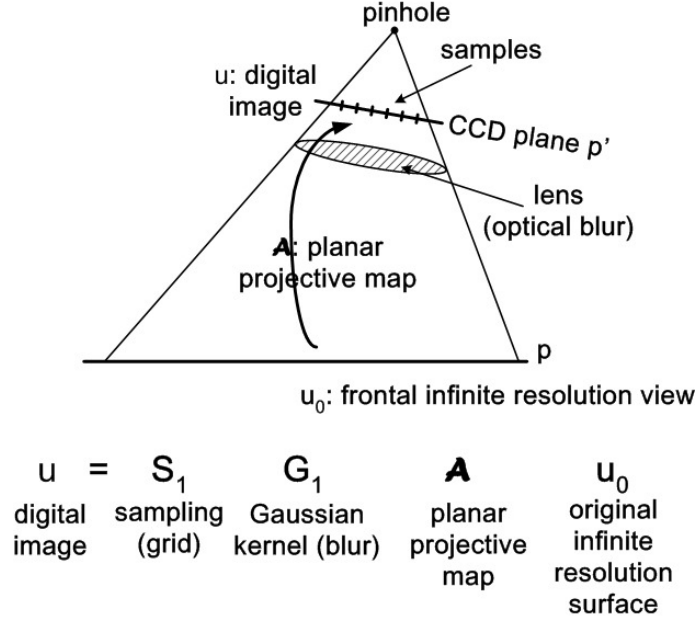 pinhole
samples
u: digital
image
CCD plane p’
lens
(optical blur)
A: planar
projective map
p
u0: frontal infinite resolution view
u = S1 G1 A u0
digital
image
sampling
(grid)
Gaussian
kernel (blur)
planar
projective
map
original
infinite
resolution
surface